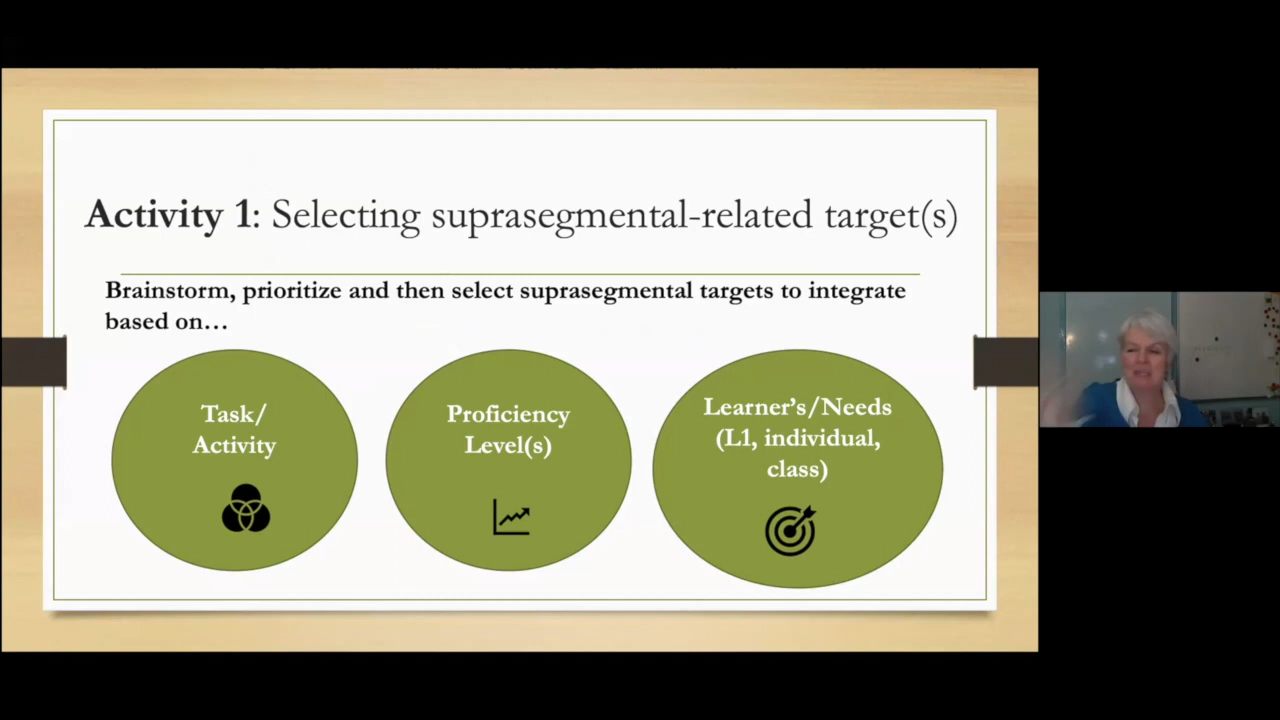 Activity 1: Selecting suprasegmental-related target(s)
Brainstorm, prioritize and then select suprasegmental targets to integrate
based on…
Task/
Activity
Proficiency
Level(s)
Learner’s/Needs
(L1, individual,
class)